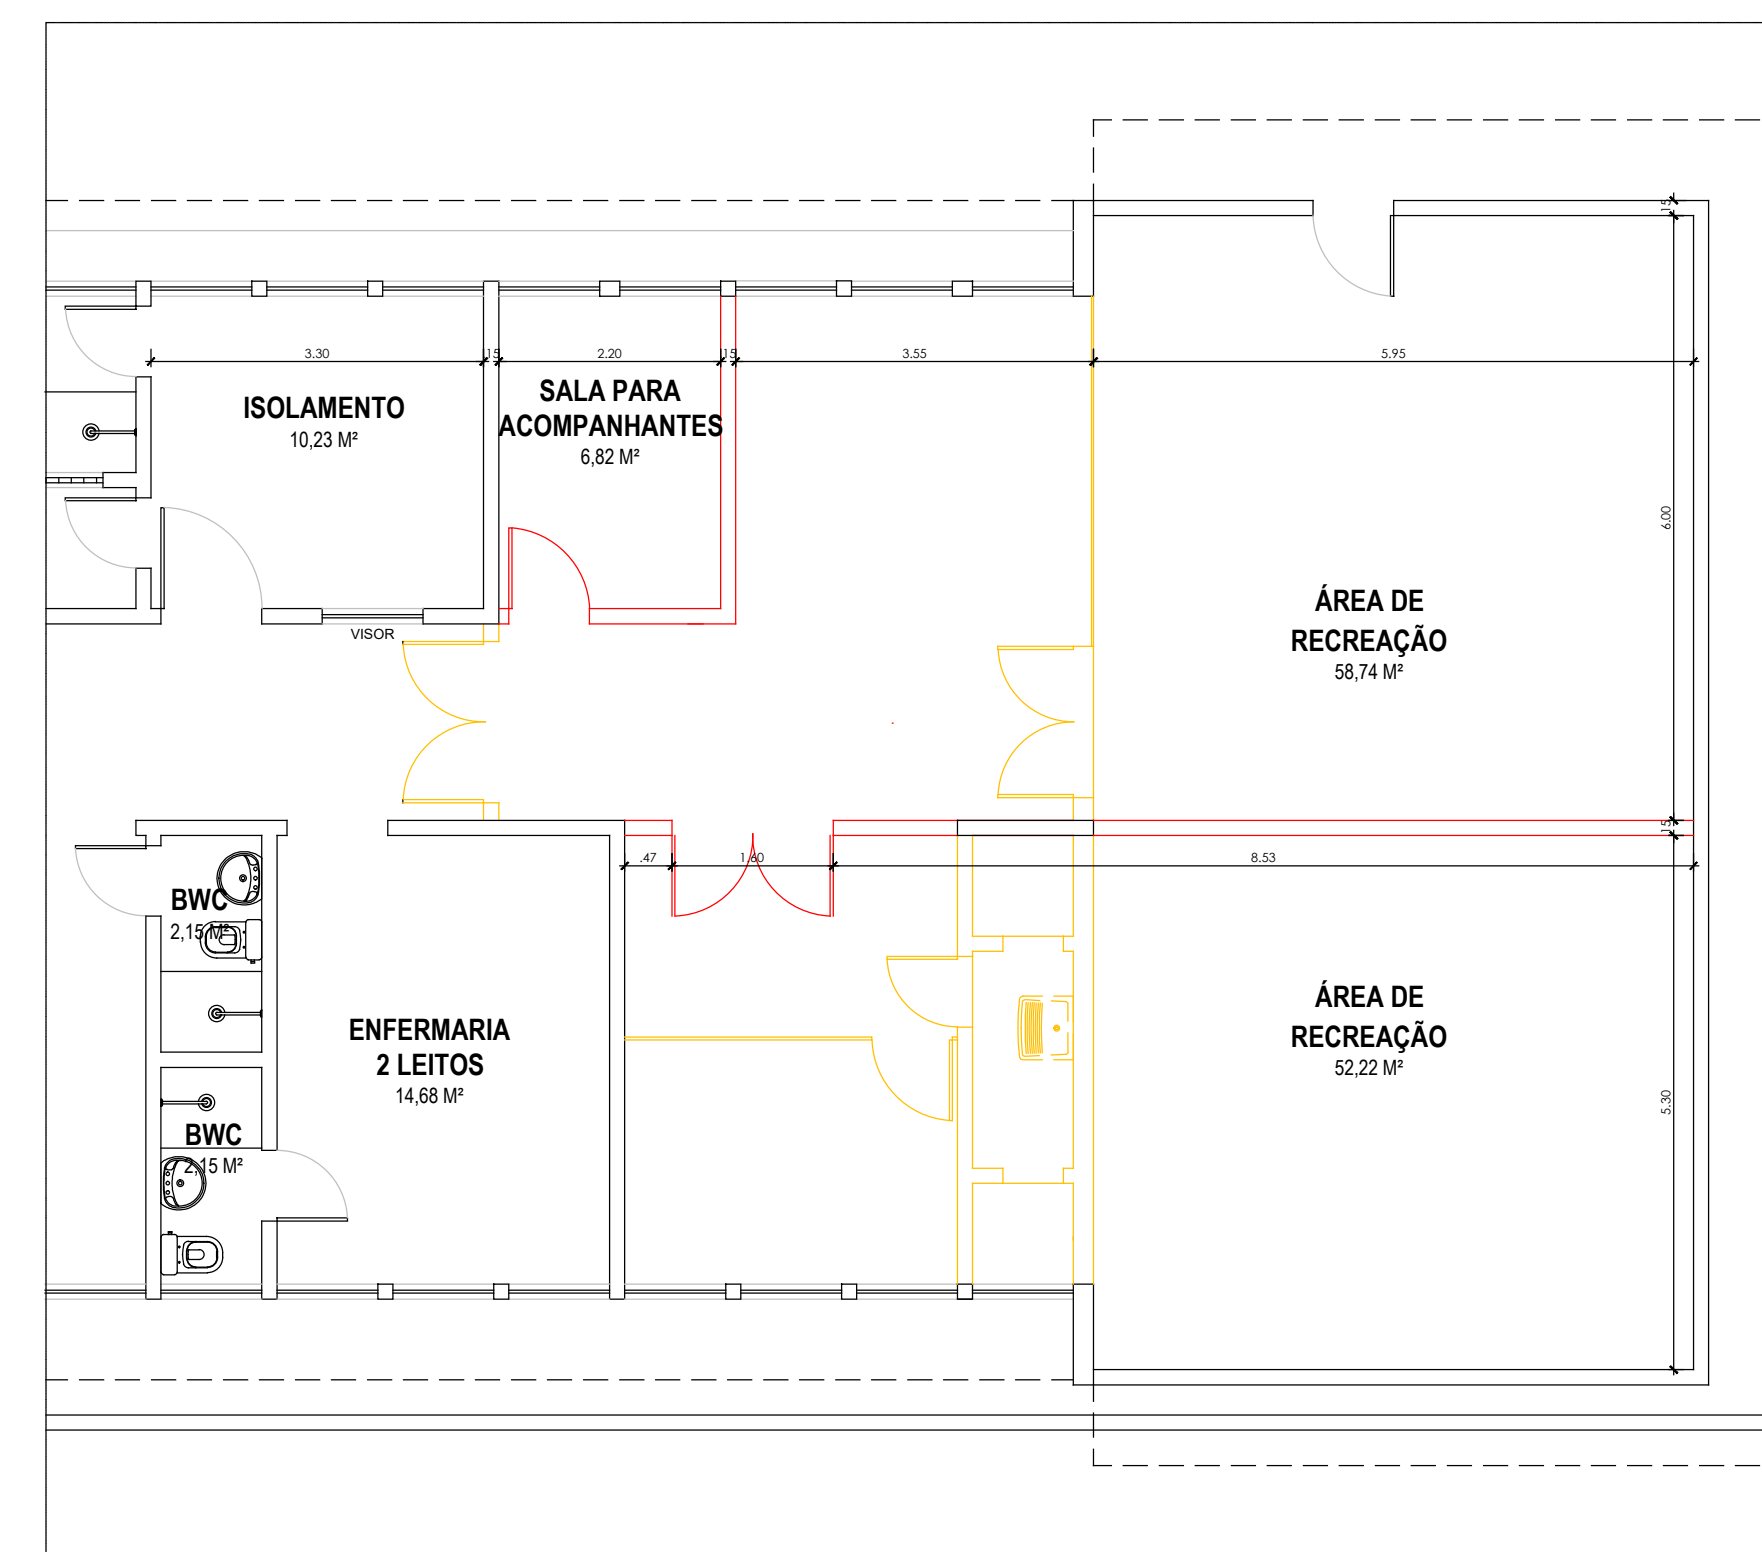 .15
3.30
.15
2.20
.15
3.55
5.95
ISOLAMENTO
10,23 M²
SALA PARA
ACOMPANHANTES
6,82 M²
6.00
ÁREA DE
RECREAÇÃO
58,74 M²
VISOR
.15
.47
1.60
8.53
BWC
2,15 M²
ENFERMARIA
2 LEITOS
14,68 M²
ÁREA DE
RECREAÇÃO
52,22 M²
5.30
BWC
2,15 M²